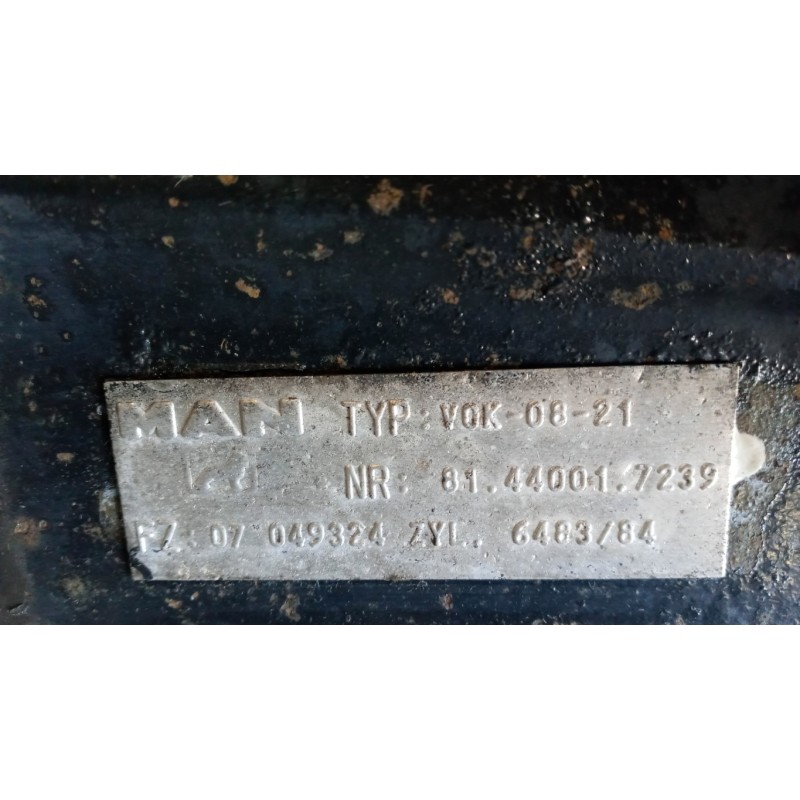 MAN TYP: VOK-08-21
NR: 81.44001.7239
FZ: 07 049324 ZYL. 6483/84